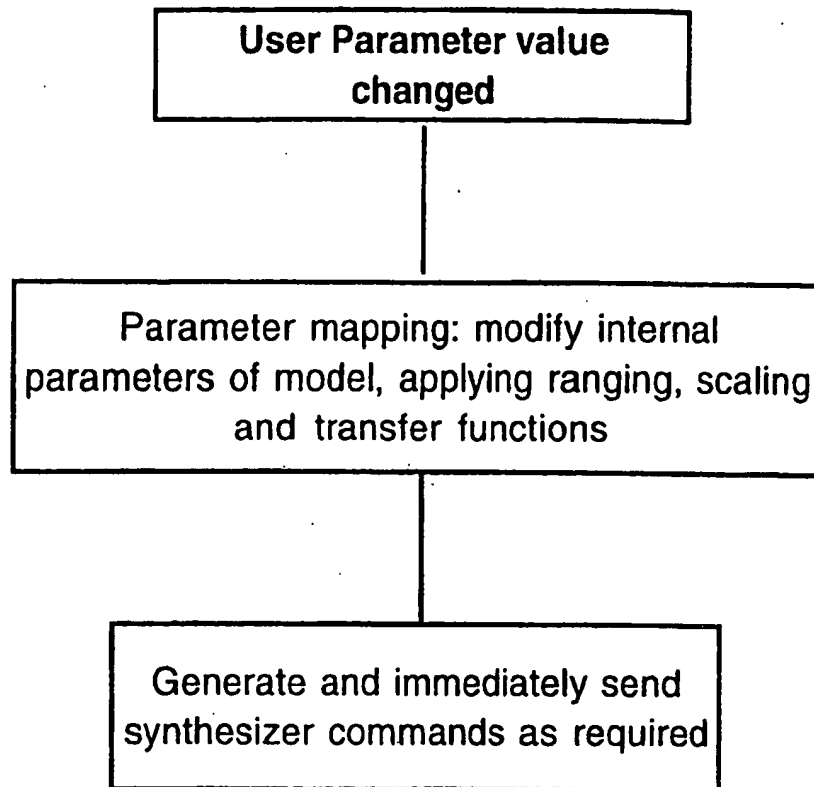 User Parameter value
changed
Parameter mapping: modify internal
parameters of model, applying ranging, scaling
and transfer functions
Generate and immediately send
synthesizer commands as required